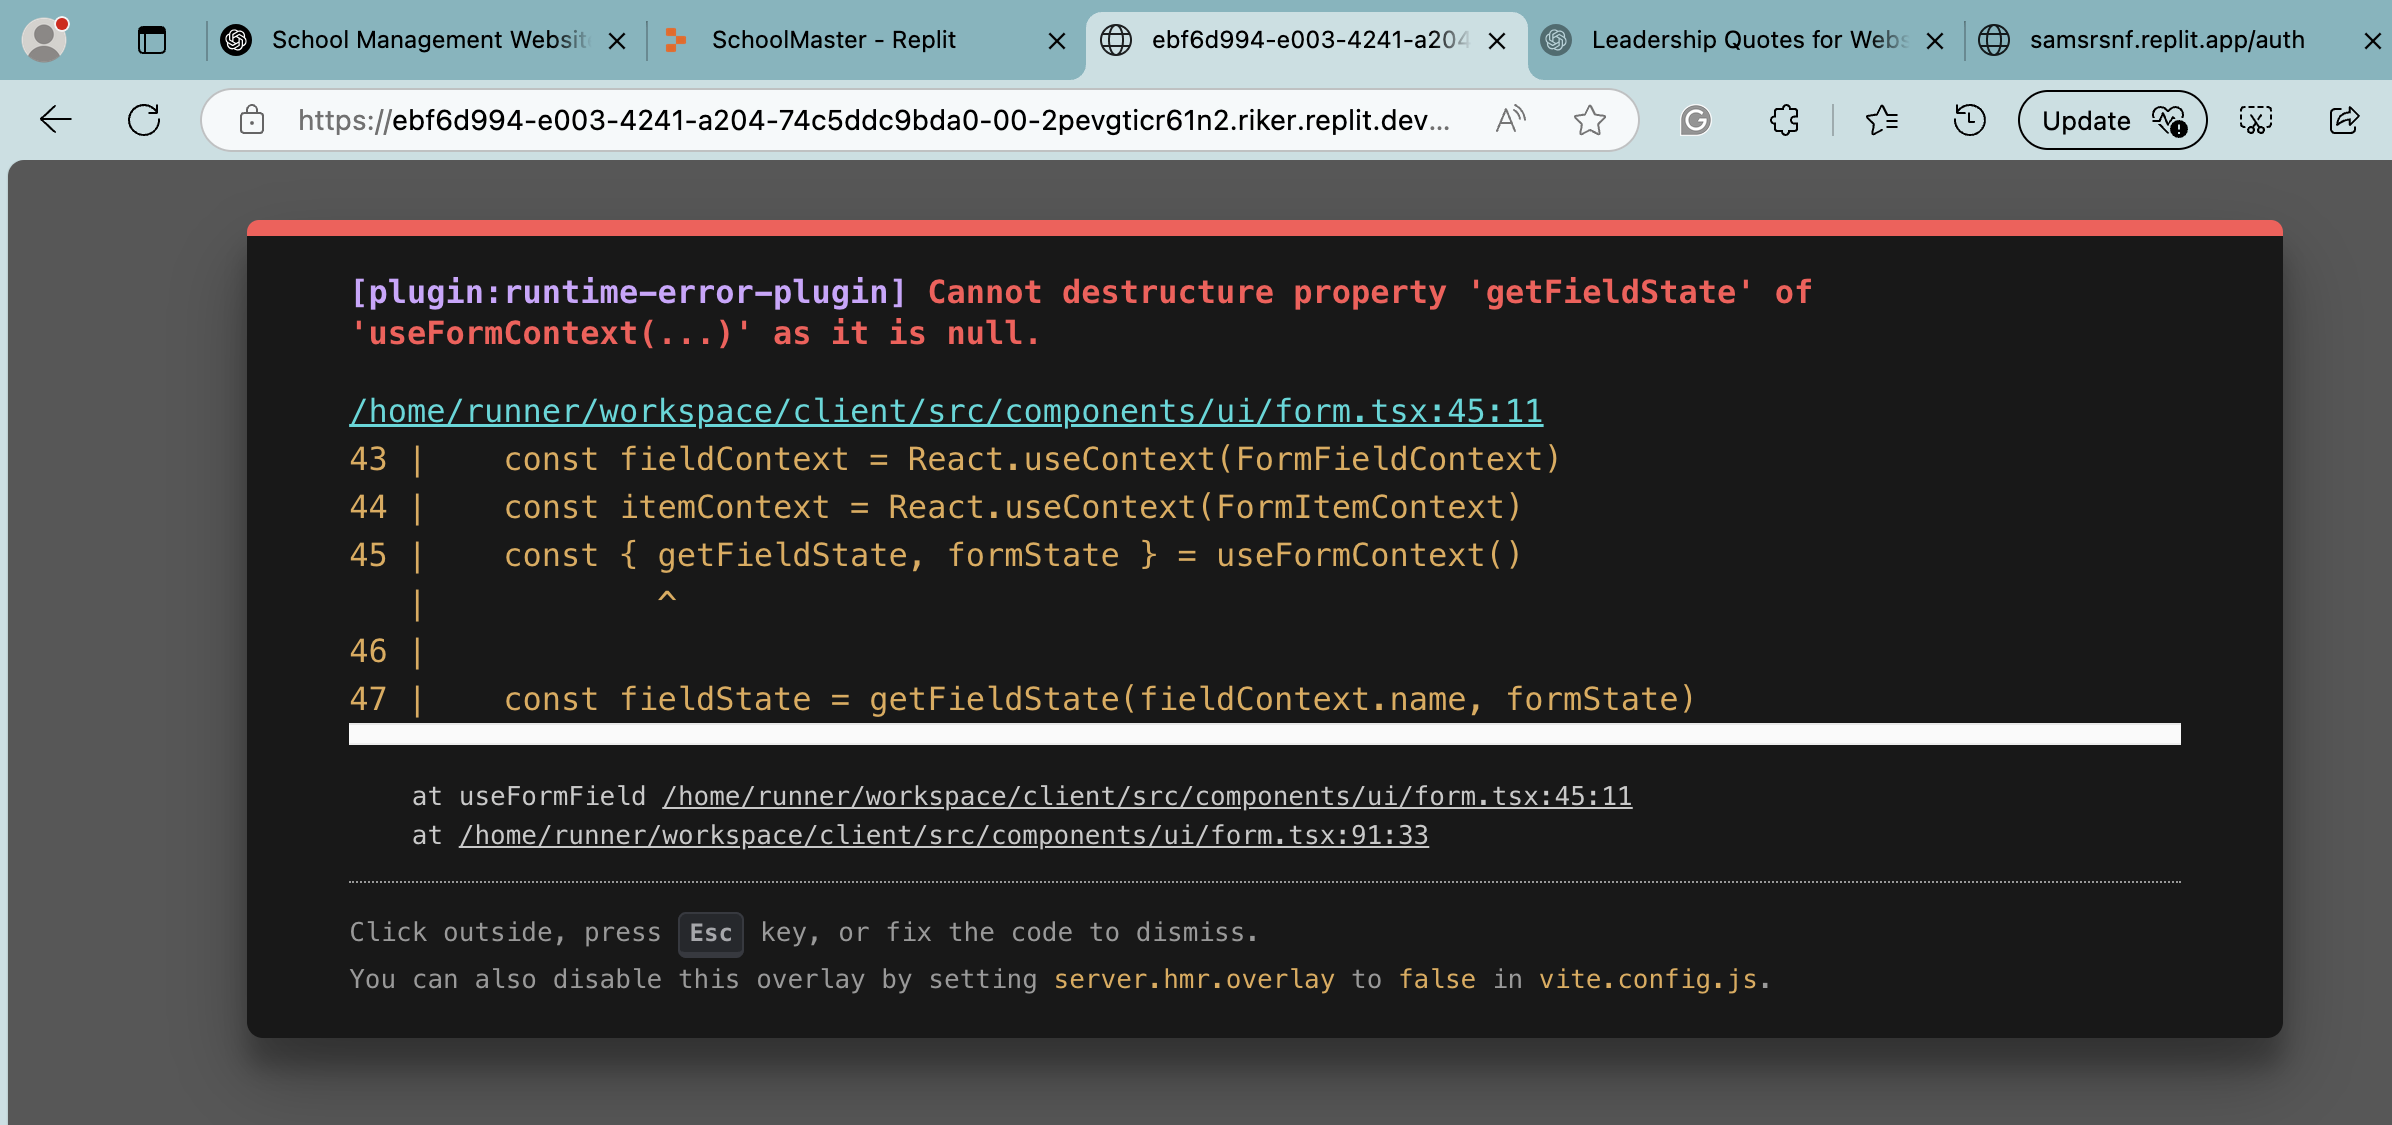 School Management Websit
SchoolMaster - Replit
ebf6d994-e003-4241-a204
Leadership Quotes for Webs
samsrsnf.replit.app/auth
https://ebf6d994-e003-4241-a204-74c5ddc9bda0-00-2pevgticr61n2.riker.replit.dev...
Update
[plugin:runtime-error-plugin] Cannot destructure property 'getFieldState' of
'useFormContext(...)' as it is null.
/home/runner/workspace/client/src/components/ui/form.tsx:45:11
43 |    const fieldContext = React.useContext(FormFieldContext)
44 |    const itemContext = React.useContext(FormItemContext)
45 |    const { getFieldState, formState } = useFormContext()
   |            ^
46 |
47 |    const fieldState = getFieldState(fieldContext.name, formState)
at useFormField /home/runner/workspace/client/src/components/ui/form.tsx:45:11
at /home/runner/workspace/client/src/components/ui/form.tsx:91:33
Click outside, press Esc key, or fix the code to dismiss.
You can also disable this overlay by setting server.hmr.overlay to false in vite.config.js.